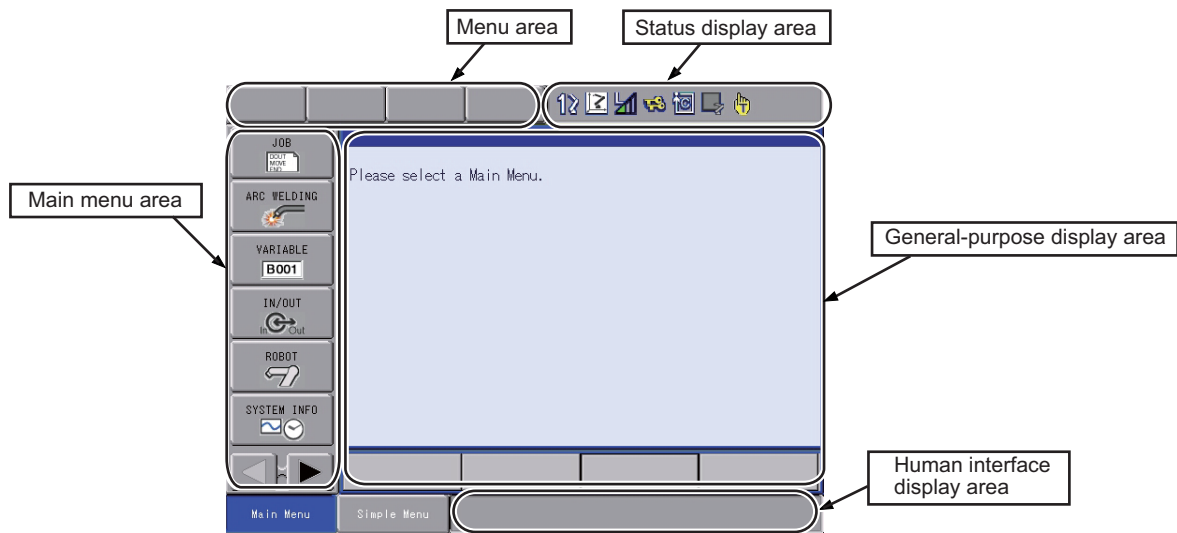 Menu area
Status display area
JOB
DOUT
MOVE
END
Please select a Main Menu.
ARC WELDING
Main menu area
VARIABLE
B001
General-purpose display area
IN/OUT
In Out
ROBOT
SYSTEM INFO
Human interface
display area
Main Menu
Simple Menu